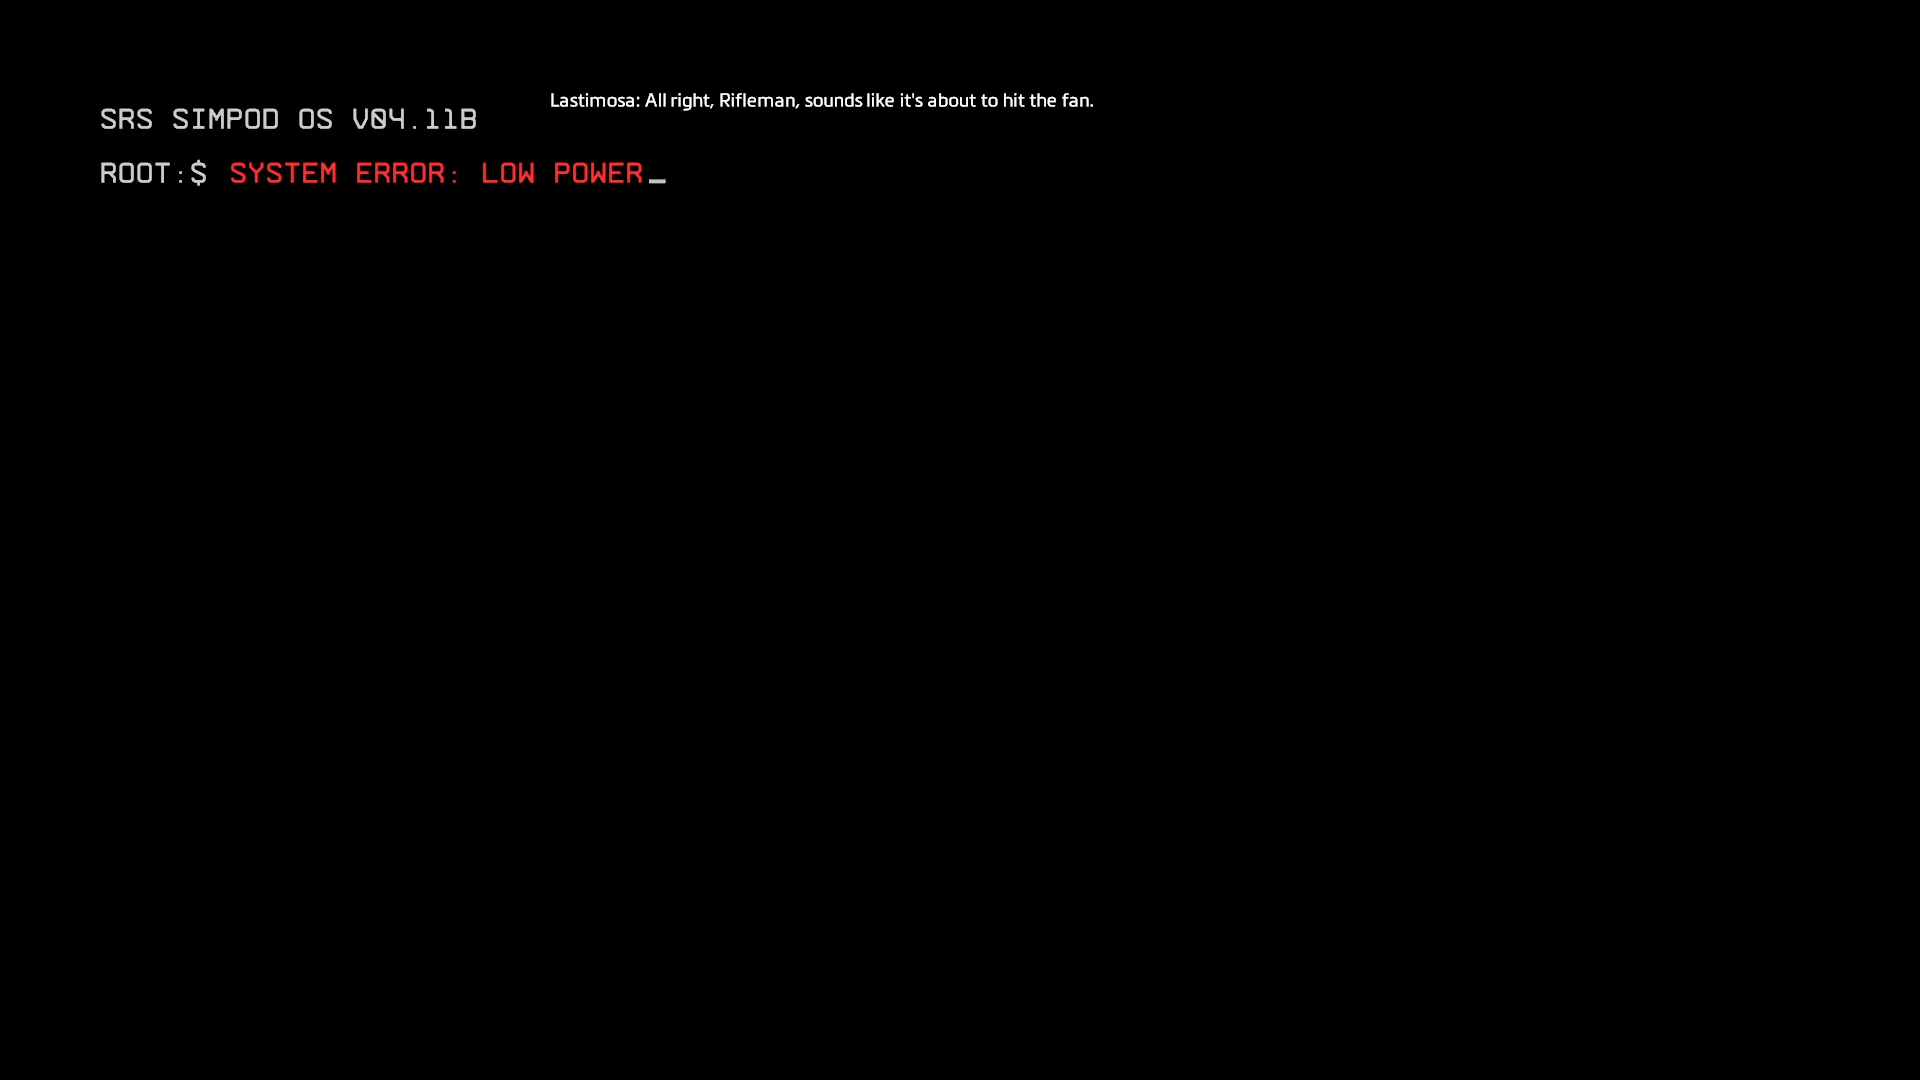 Lastimosa: All right, Rifleman, sounds like it's about to hit the fan.
SRS SIMPOD OS V04.11B
ROOT:$ SYSTEM ERROR: LOW POWER_